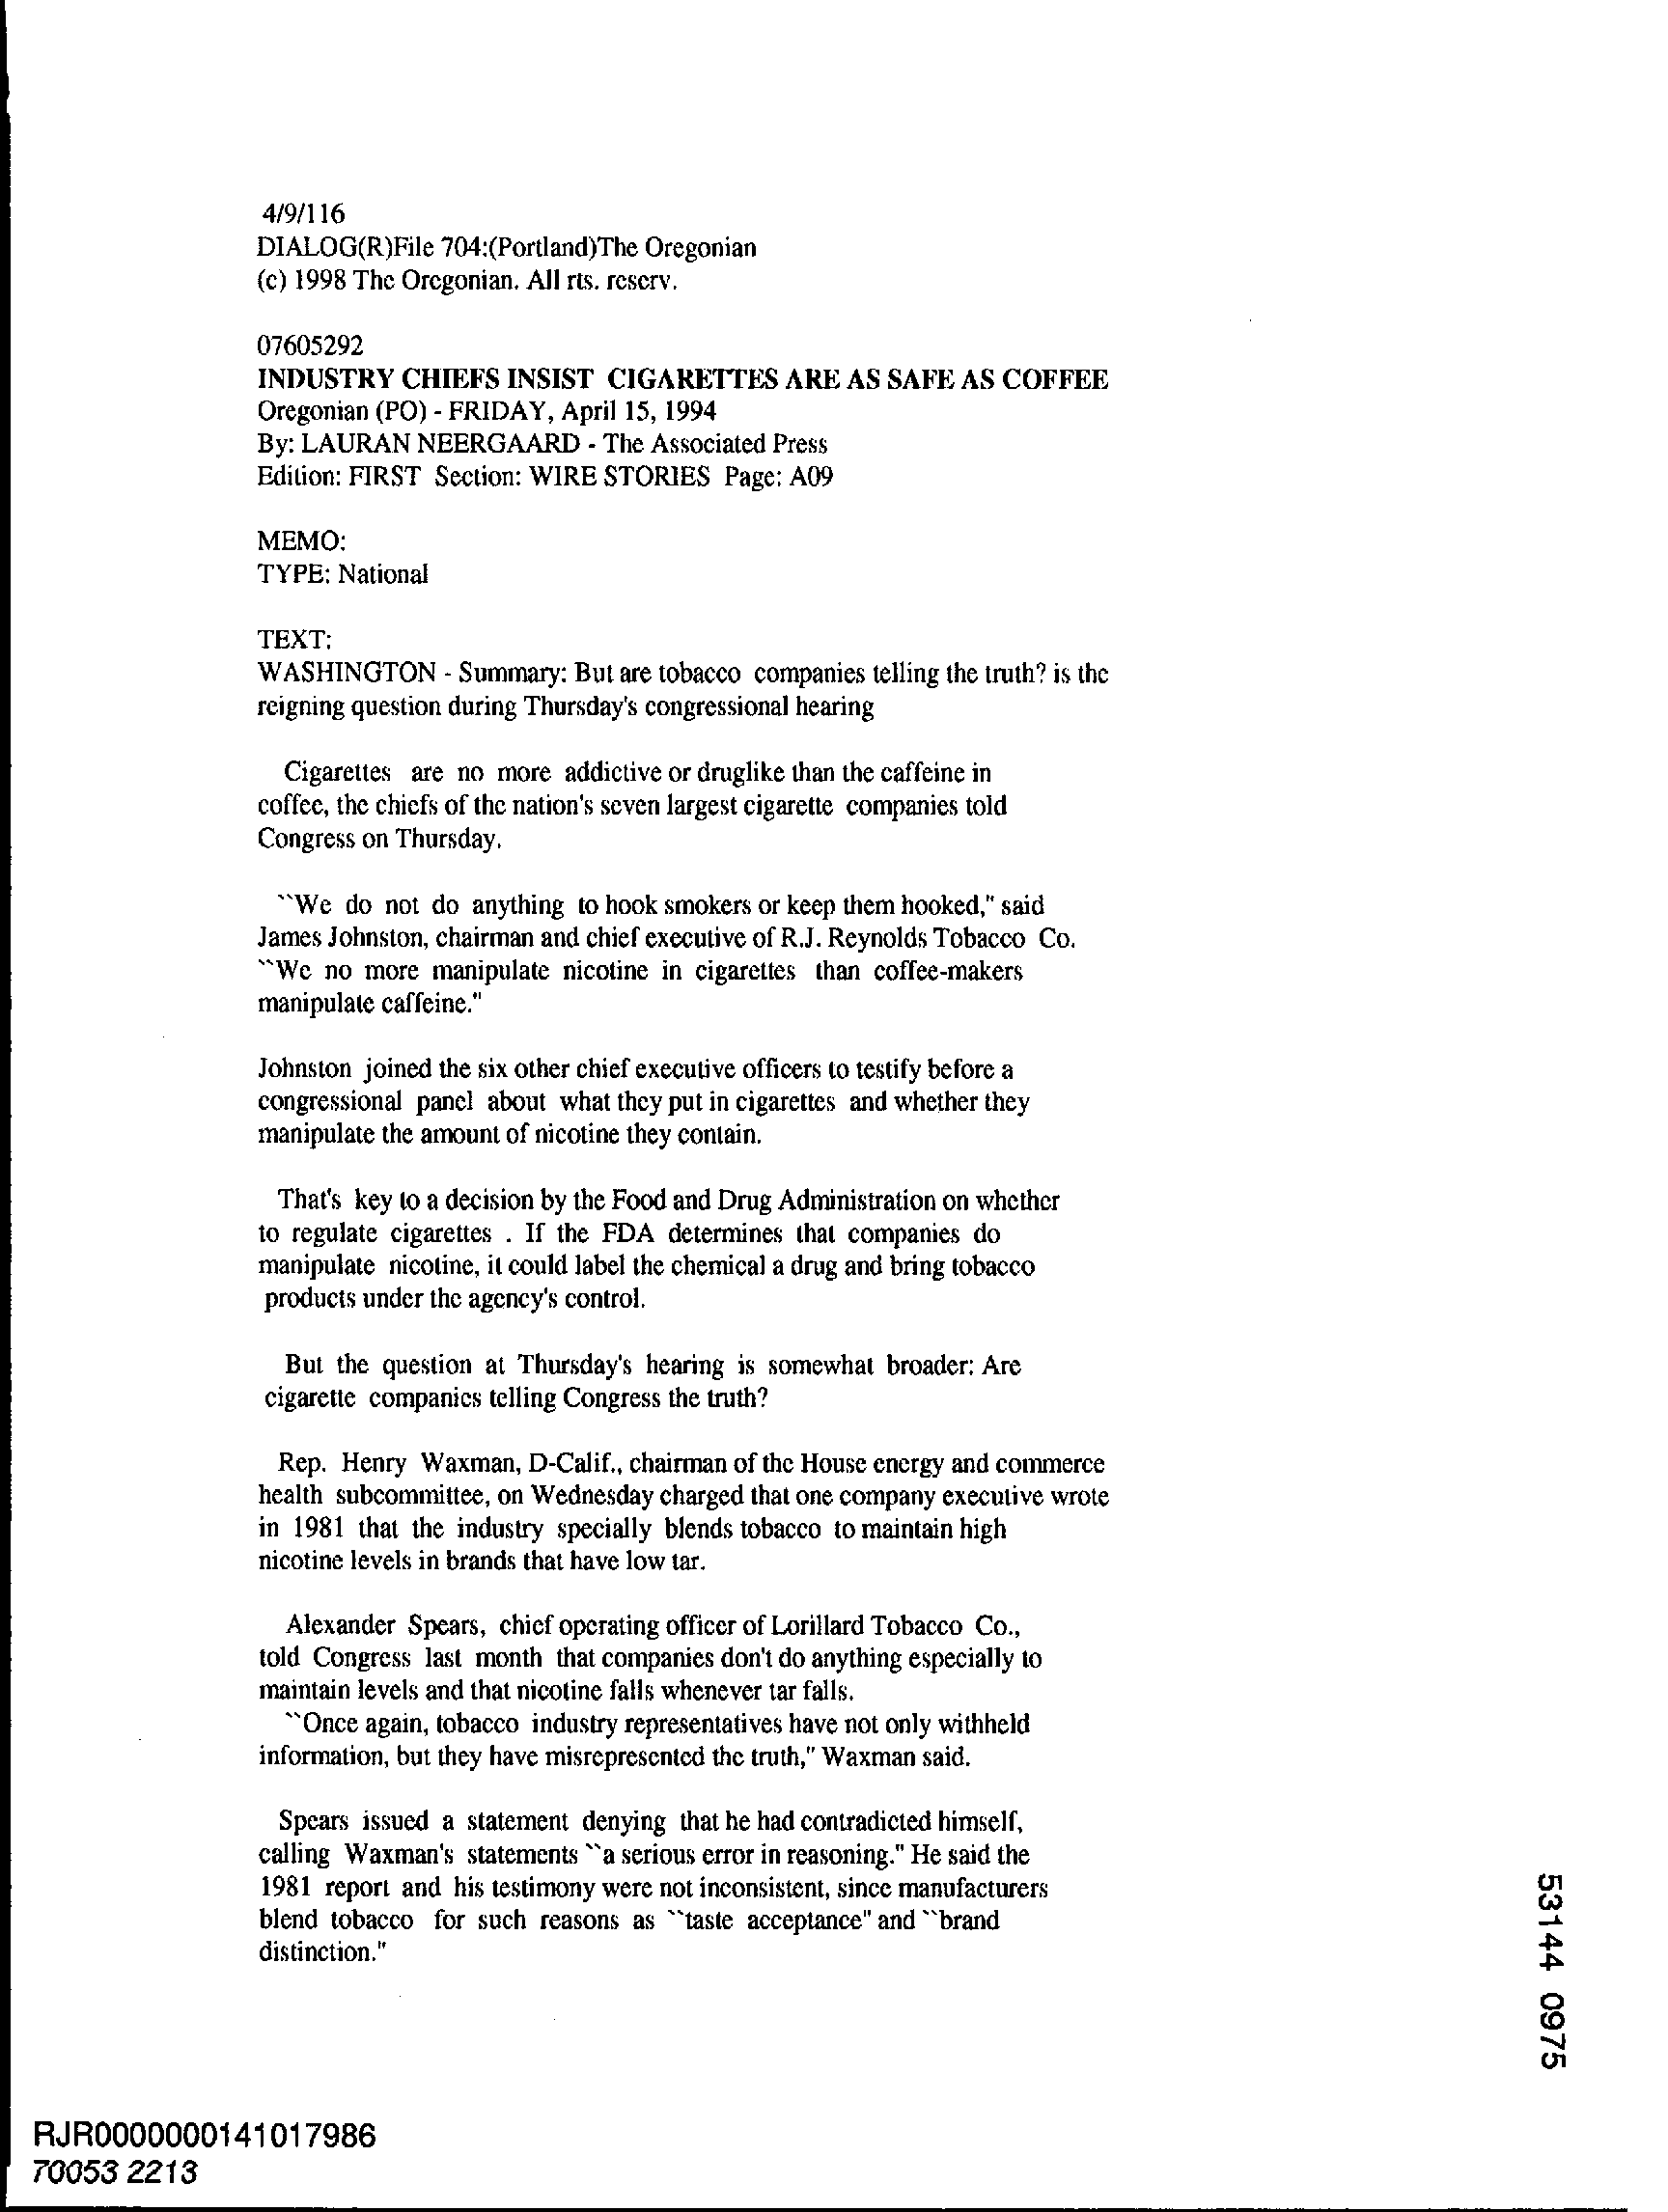 4/9/116
DIALOG(R)File 704:(Portland)The Oregonian
(c) 1998 The Oregonian. All rts. reserv.
07605292
INDUSTRY CHIEFS INSIST CIGARETTES ARE AS SAFE AS COFFEE
Oregonian (PO) - FRIDAY, April 15, 1994
By: LAURAN NEERGAARD - The Associated Press
Edition: FIRST Section: WIRE STORIES Page: A09
MEMO:
TYPE: National
TEXT:
WASHINGTON - Summary: But are tobacco companies telling the truth? is the
reigning question during Thursday's congressional hearing
Cigarettes are no more addictive or druglike than the caffeine in
coffee, the chiefs of the nation's seven largest cigarette companies told
Congress on Thursday.
``We do not do anything to hook smokers or keep them hooked," said
James Johnston, chairman and chief executive of R.J. Reynolds Tobacco Co.
``We no more manipulate nicotine in cigarettes than coffee-makers
manipulate caffeine."
Johnston joined the six other chief executive officers to testify before a
congressional panel about what they put in cigarettes and whether they
manipulate the amount of nicotine they contain.
That's key to a decision by the Food and Drug Administration on whether
to regulate cigarettes . If the FDA determines that companies do
manipulate nicotine, it could label the chemical a drug and bring tobacco
products under the agency's control.
But the question at Thursday's hearing is somewhat broader: Are
cigarette companies telling Congress the truth?
Rep. Henry Waxman, D-Calif., chairman of the House energy and commerce
health subcommittee, on Wednesday charged that one company executive wrote
in 1981 that the industry specially blends tobacco to maintain high
nicotine levels in brands that have low tar.
Alexander Spears, chief operating officer of Lorillard Tobacco Co.,
told Congress last month that companies don't do anything especially to
maintain levels and that nicotine falls whenever tar falls.
``Once again, tobacco industry representatives have not only withheld
information, but they have misrepresented the truth," Waxman said.
Spears issued a statement denying that he had contradicted himself,
calling Waxman's statements ``a serious error in reasoning." He said the
1981 report and his testimony were not inconsistent, since manufacturers
blend tobacco for such reasons as ``taste acceptance" and ``brand
distinction."
53144 0975
RJR0000000141017986
70053 2213